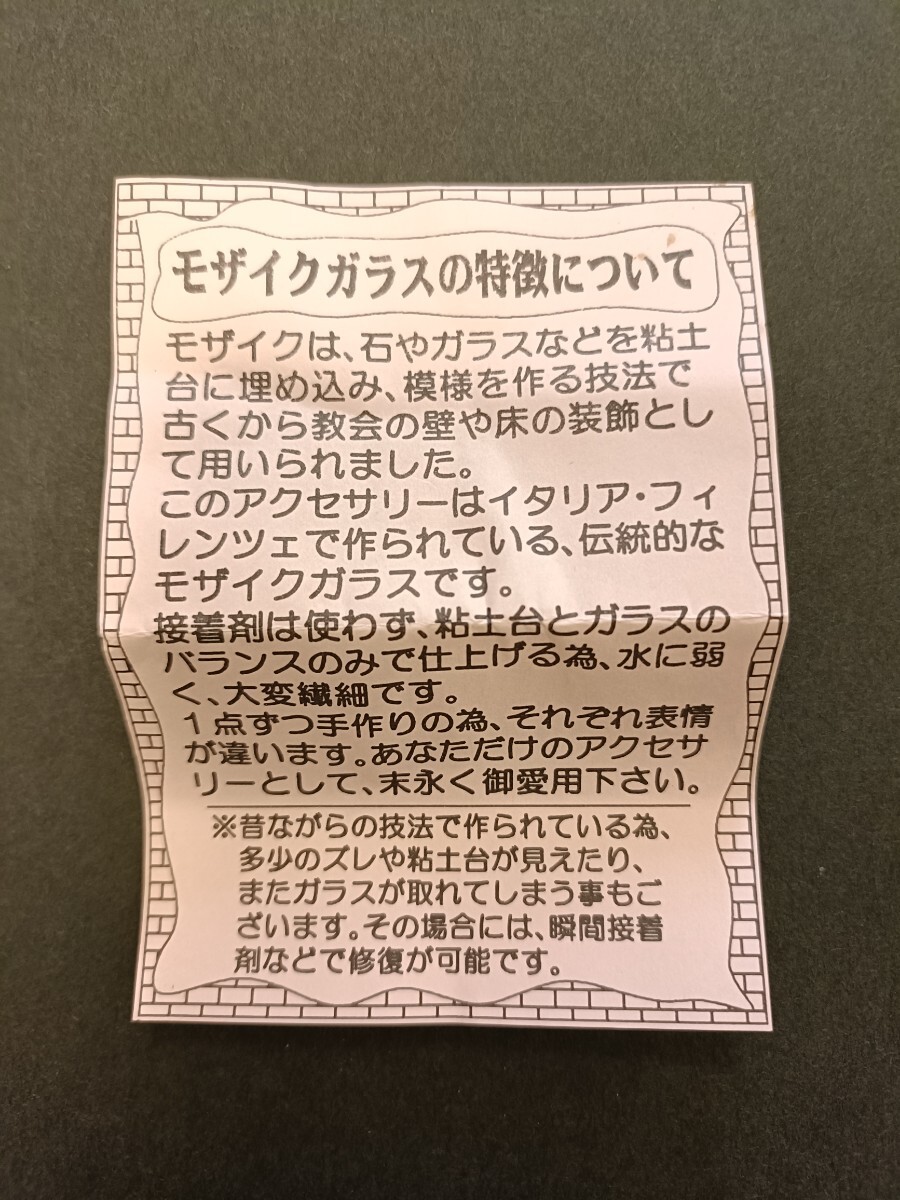 モザイクガラスの特徴について
モザイクは、石やガラスなどを粘土
台に埋め込み、模様を作る技法で
古くから教会の壁や床の装飾とし
て用いられました。
このアクセサリーはイタリア・フィ
レンツェで作られている、伝統的な
モザイクガラスです。
接着剤は使わず、粘土台とガラスの
バランスのみで仕上げる為、水に弱
く、大変繊細です。
1点ずつ手作りの為、それぞれ表情
が違います。あなただけのアクセサ
リーとして、末永く御愛用下さい。
※昔ながらの技法で作られている為、
多少のズレや粘土台が見えたり、
またガラスが取れてしまう事もご
ざいます。その場合には、瞬間接着
剤などで修復が可能です。